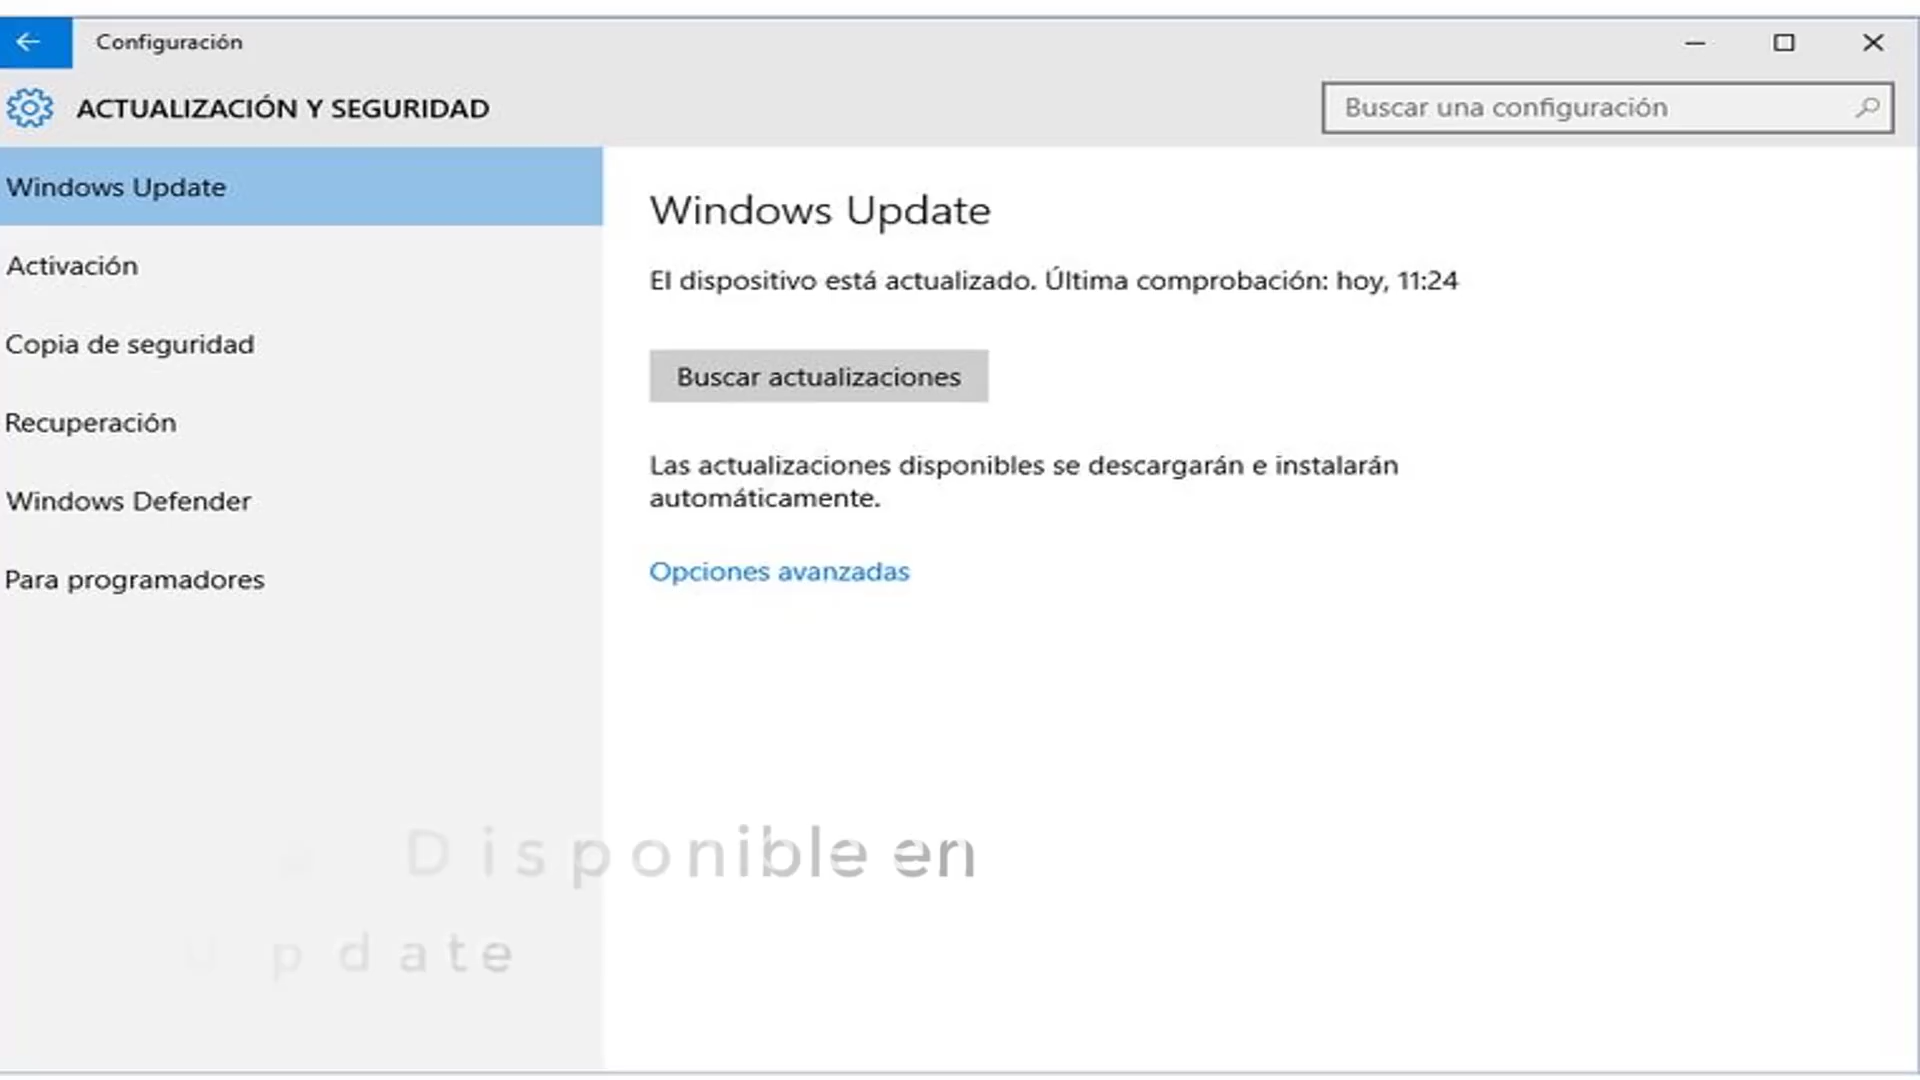 Configuración
ACTUALIZACIÓN Y SEGURIDAD
Buscar una configuración
Windows Update
Activación
Copia de seguridad
Recuperación
Windows Defender
Para programadores
Windows Update
El dispositivo está actualizado. Última comprobación: hoy, 11:24
Buscar actualizaciones
Las actualizaciones disponibles se descargarán e instalarán
automáticamente.
Opciones avanzadas
Disponible en
Update